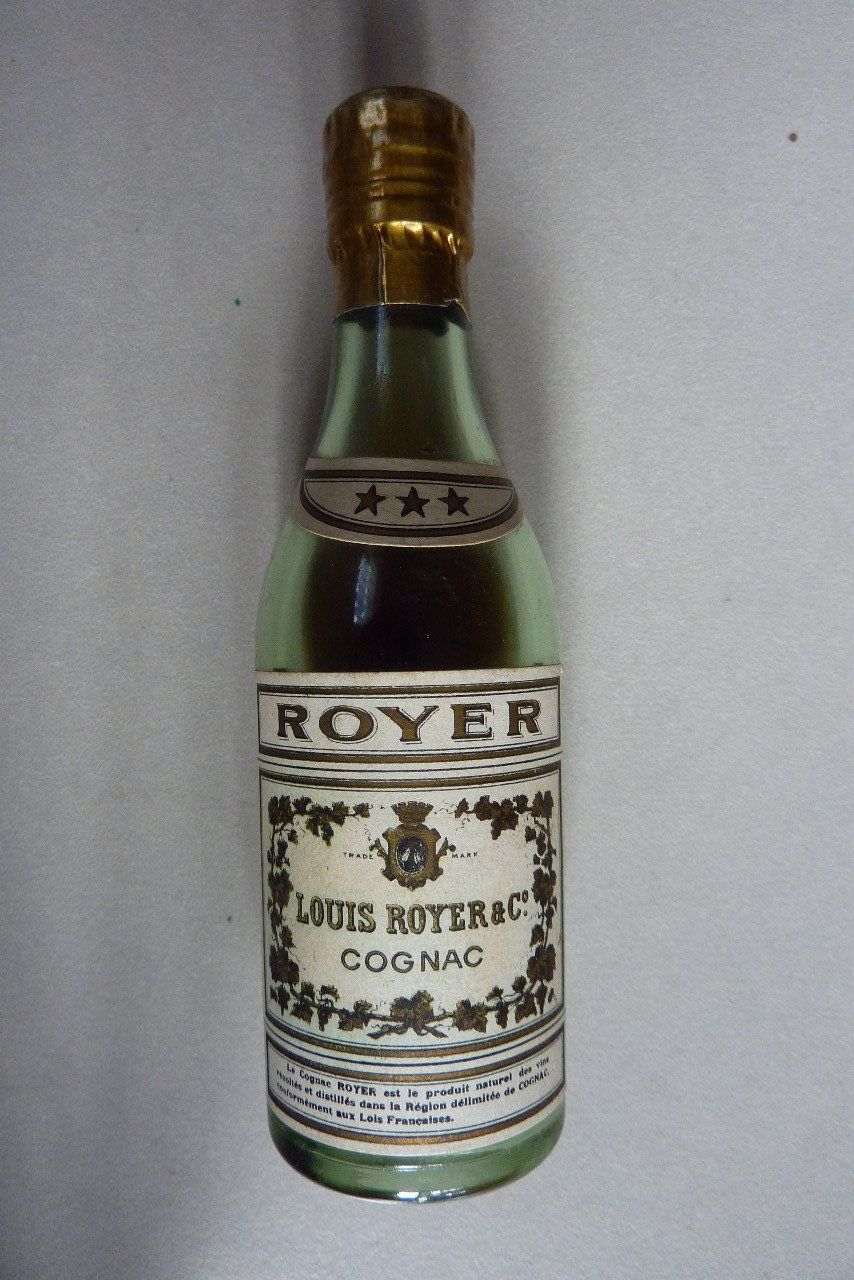 ★★★
ROYER
TRADE MARK
LOUIS ROYER & Cº
COGNAC
Le Cognac ROYER est le produit naturel des vins
récoltés et distillés dans la Région délimitée de COGNAC,
conformément aux Lois Françaises.